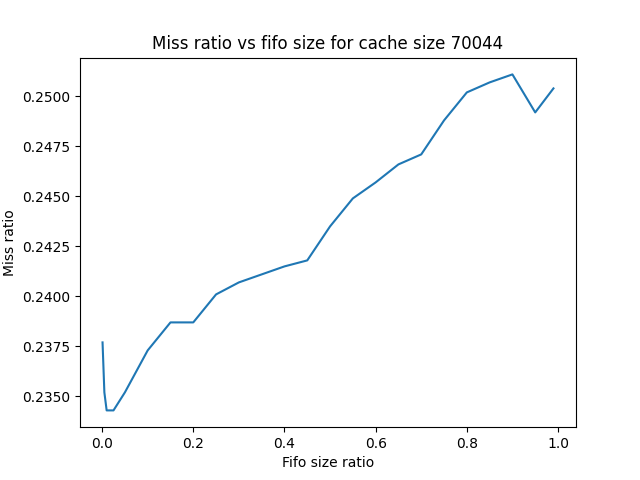 Miss ratio vs fifo size for cache size 70044
Miss ratio
0.2500
0.2475
0.2450
0.2425
0.2400
0.2375
0.2350
0.0 0.2 0.4 0.6 0.8 1.0
Fifo size ratio